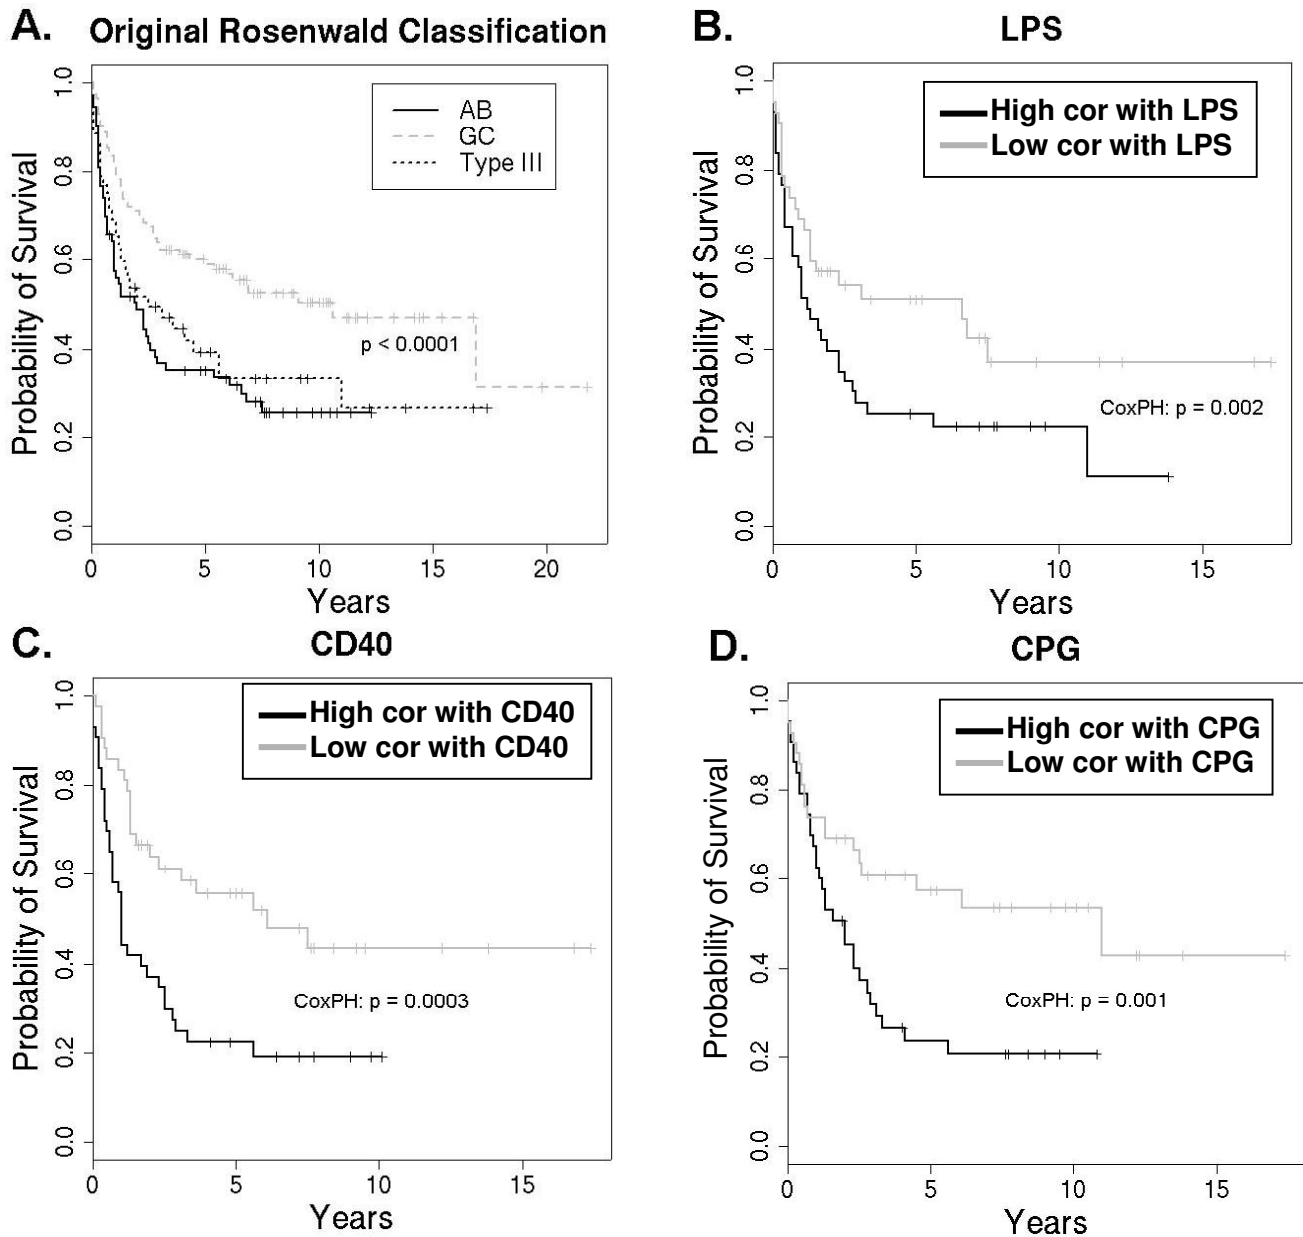 A. Original Rosenwald Classification
AB
GC
Type III
p < 0.0001
Probability of Survival
0.0 0.2 0.4 0.6 0.8 1.0
0 5 10 15 20
Years
B. LPS
High cor with LPS
Low cor with LPS
CoxPH: p = 0.002
Probability of Survival
0.0 0.2 0.4 0.6 0.8 1.0
0 5 10 15
Years
C. CD40
High cor with CD40
Low cor with CD40
CoxPH: p = 0.0003
Probability of Survival
0.0 0.2 0.4 0.6 0.8 1.0
0 5 10 15
Years
D. CPG
High cor with CPG
Low cor with CPG
CoxPH: p = 0.001
Probability of Survival
0.0 0.2 0.4 0.6 0.8 1.0
0 5 10 15
Years